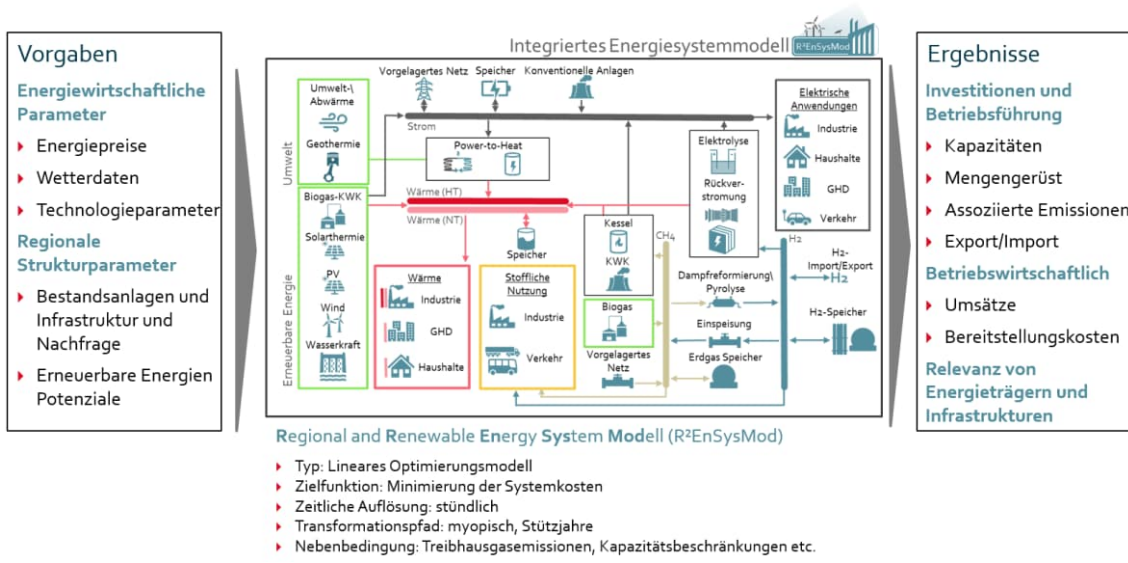 Integriertes Energiesystemmodell
R²EnSysMod
Vorgaben
Energiewirtschaftliche
Parameter
Energiepreise
Wetterdaten
Technologieparameter
Regionale
Strukturparameter
Bestandsanlagen und
Infrastruktur und
Nachfrage
Erneuerbare Energien
Potenziale
Umwelt
Umwelt-\
Abwärme
Geothermie
Erneuerbare Energie
Biogas-KWK
Solarthermie
PV
Wind
Wasserkraft
Vorgelagertes Netz
Speicher
Konventionelle Anlagen
Strom
Power-to-Heat
Wärme (HT)
Wärme (NT)
Speicher
Wärme
Industrie
GHD
Haushalte
Stoffliche
Nutzung
Industrie
Verkehr
Kessel
KWK
Biogas
Vorgelagertes
Netz
CH4
Elektrolyse
Rückver-
stromung
Dampfreformierung\
Pyrolyse
Einspeisung
Erdgas Speicher
H2
Elektrische
Anwendungen
Industrie
Haushalte
GHD
Verkehr
H2-
Import/Export
H2
H2-Speicher
Ergebnisse
Investitionen und
Betriebsführung
Kapazitäten
Mengengerüst
Assoziierte Emissionen
Export/Import
Betriebswirtschaftlich
Umsätze
Bereitstellungskosten
Relevanz von
Energieträgern und
Infrastrukturen
Regional and Renewable Energy System Modell (R²EnSysMod)
Typ: Lineares Optimierungsmodell
Zielfunktion: Minimierung der Systemkosten
Zeitliche Auflösung: stündlich
Transformationspfad: myopisch, Stützjahre
Nebenbedingung: Treibhausgasemissionen, Kapazitätsbeschränkungen etc.